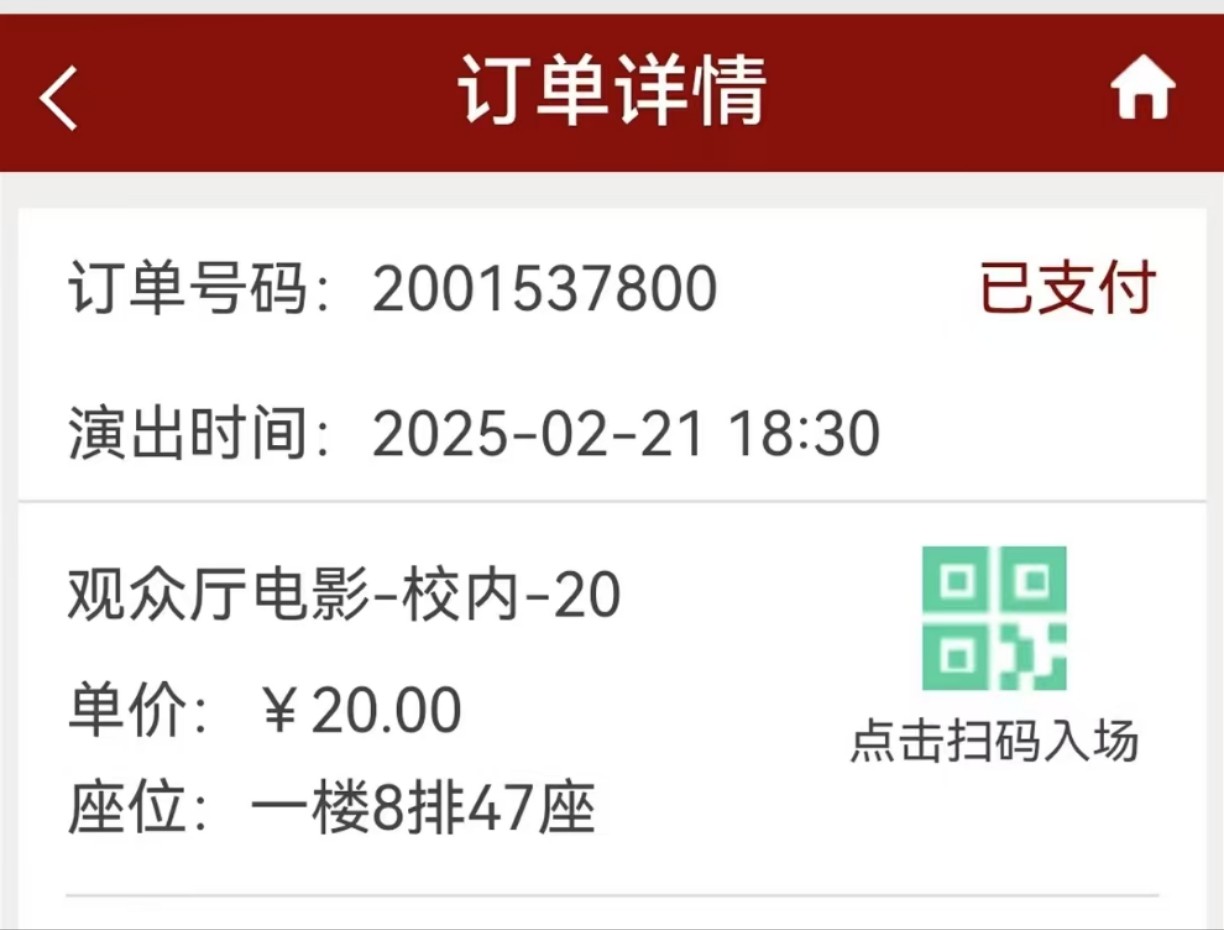 订单详情
订单号码：2001537800 已支付
演出时间：2025-02-21 18:30
观众厅电影-校内-20
单价：￥20.00
点击扫码入场
座位：一楼8排47座